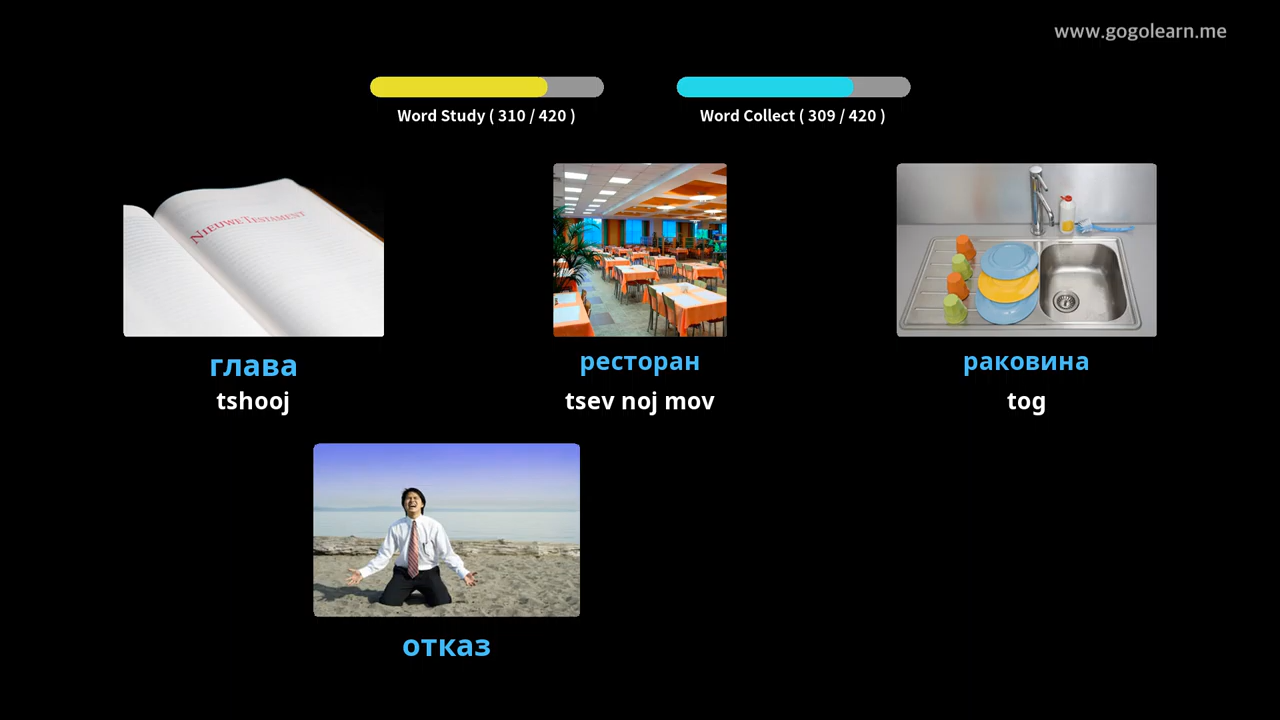 www.gogolearn.me
Word Study ( 310 / 420 )
Word Collect ( 309 / 420 )
NIEUWE TESTAMENT
глава
tshooj
ресторан
tsev noj mov
раковина
tog
отказ